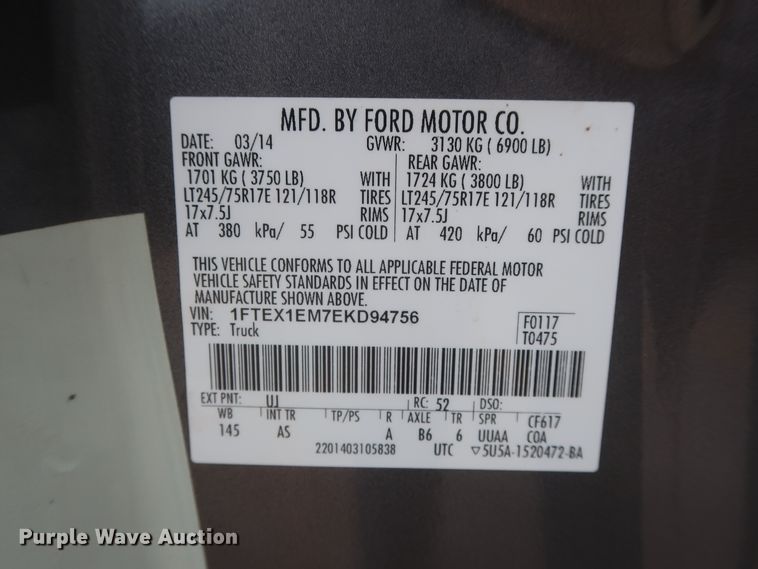 MFD. BY FORD MOTOR CO.
DATE: 03/14 GVWR: 3130 KG ( 6900 LB)
FRONT GAWR: REAR GAWR:
1701 KG ( 3750 LB) WITH 1724 KG ( 3800 LB) WITH
LT245/75R17E 121/118R TIRES LT245/75R17E 121/118R TIRES
17x7.5J RIMS 17x7.5J RIMS
AT 380 kPa/ 55 PSI COLD AT 420 kPa/ 60 PSI COLD
THIS VEHICLE CONFORMS TO ALL APPLICABLE FEDERAL MOTOR
VEHICLE SAFETY STANDARDS IN EFFECT ON THE DATE OF
MANUFACTURE SHOWN ABOVE.
VIN: 1FTEX1EM7EKD94756
TYPE: Truck
F0117
T0475
EXT PNT: UJ RC: 52 DSO:
WB INT TR TP/PS R AXLE TR SPR CF617
145 AS A B6 6 UUAA COA
2201403105838 UTC ▽5U5A-1520472-BA
Purple Wave Auction